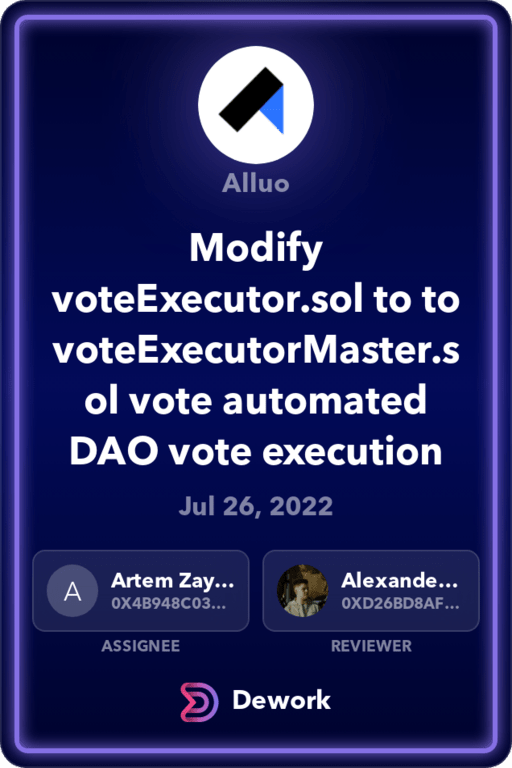 Alluo
Modify
voteExecutor.sol to to
voteExecutorMaster.s
ol vote automated
DAO vote execution
Jul 26, 2022
A
Artem Zay...
0X4B948C03...
Alexande...
0XD26BD8AF...
ASSIGNEE
REVIEWER
Dework